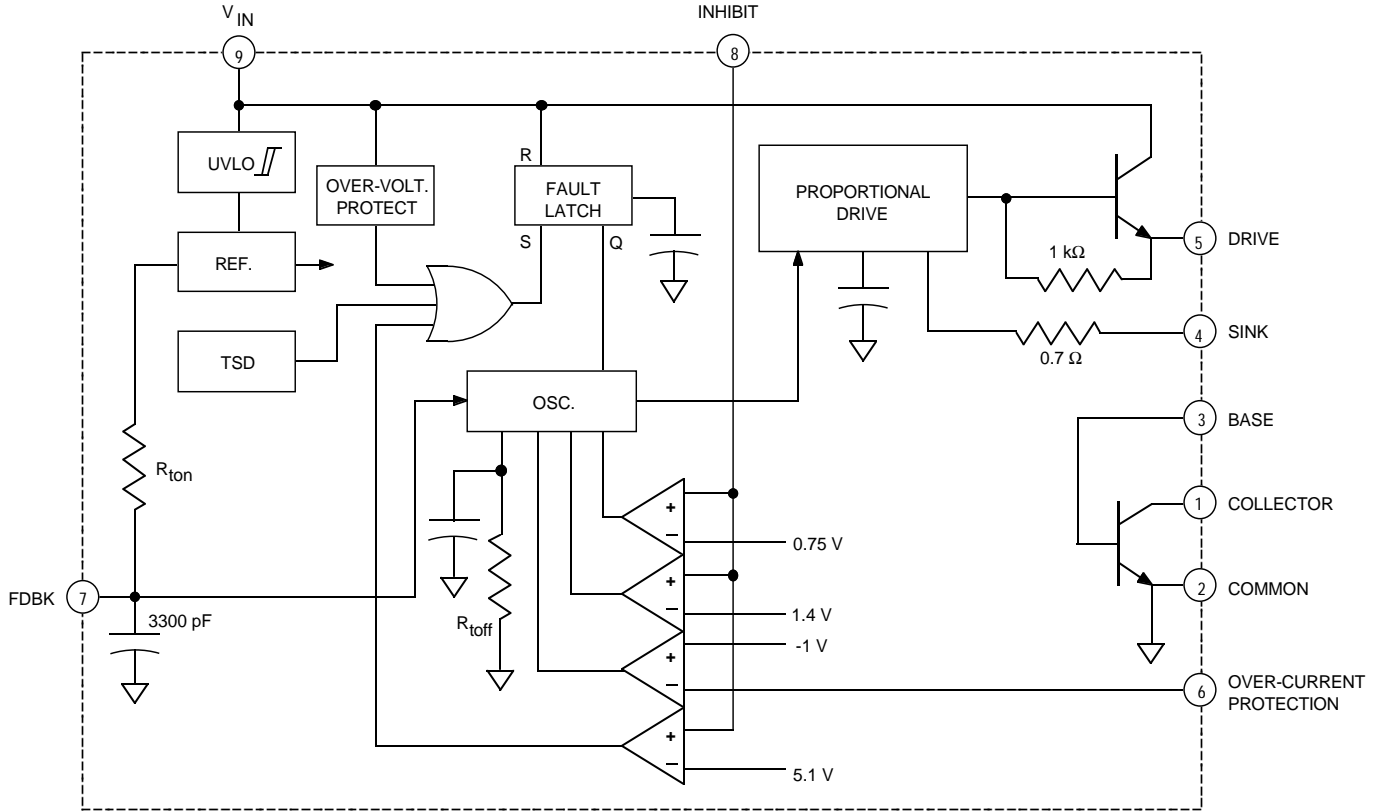 V IN
INHIBIT
9
8
UVLO
R
OVER-VOLT.
PROTECT
FAULT
LATCH
PROPORTIONAL
DRIVE
S
Q
5
DRIVE
REF.
1 kΩ
TSD
4
SINK
0.7 Ω
OSC.
3
BASE
Rton
+
−
0.75 V
1
COLLECTOR
+
−
1.4 V
2
COMMON
FDBK
7
3300 pF
Rtoff
-1 V
+
−
6
OVER-CURRENT
PROTECTION
+
−
5.1 V